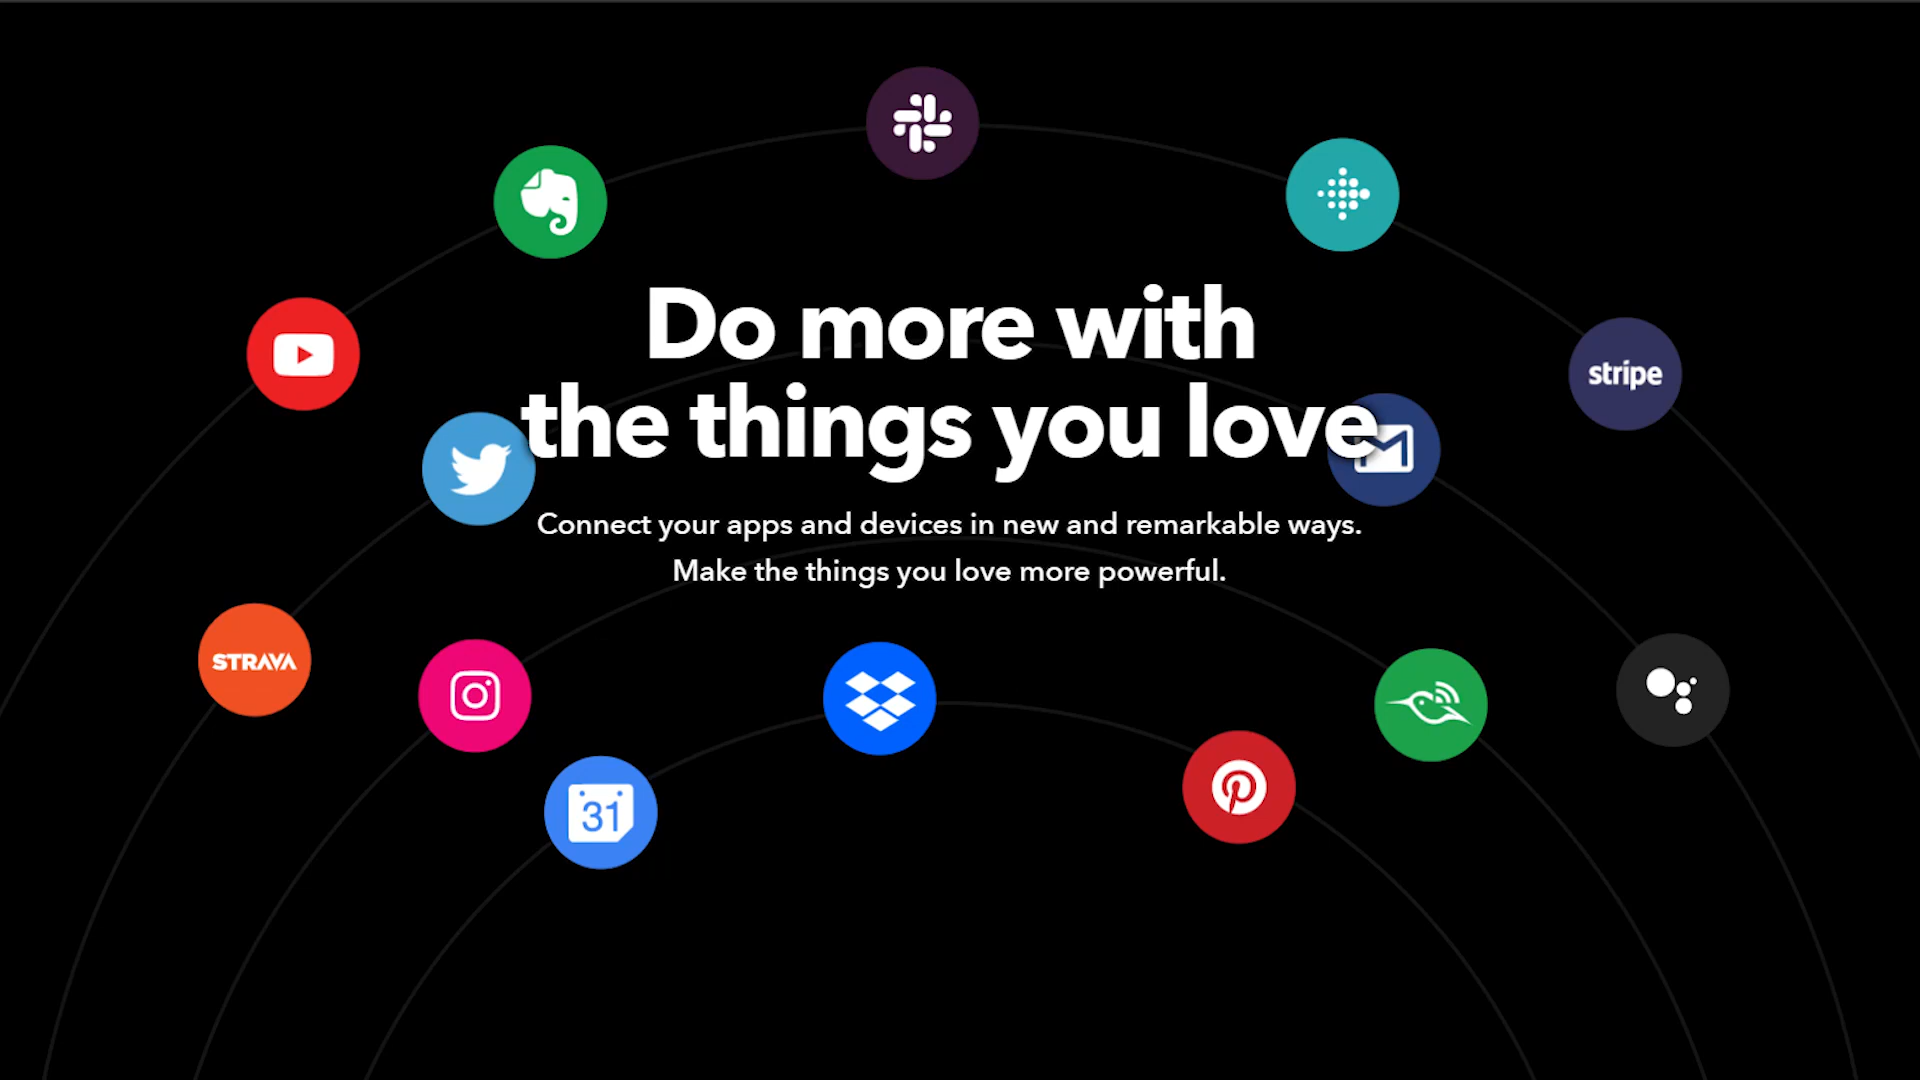 Do more with
stripe
the things you love
Connect your apps and devices in new and remarkable ways.
Make the things you love more powerful.
STRAVA
31